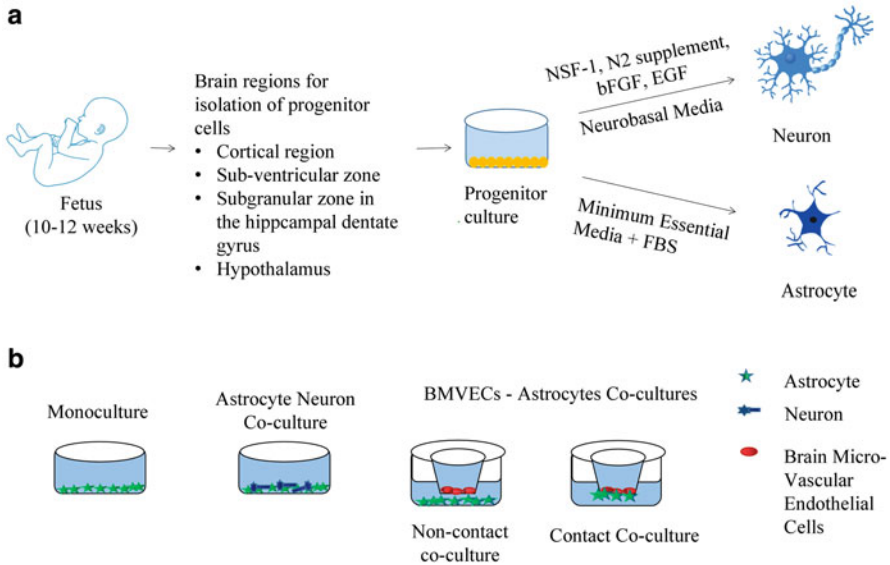 a
Fetus
(10-12 weeks)
Brain regions for
isolation of progenitor
cells
• Cortical region
• Sub-ventricular zone
• Subgranular zone in
the hippcampal dentate
gyrus
• Hypothalamus
Progenitor
culture
NSF-1, N2 supplement,
bFGF, EGF
Neurobasal Media
Neuron
Minimum Essential
Media + FBS
Astrocyte
b
Monoculture
Astrocyte Neuron
Co-culture
BMVECs - Astrocytes Co-cultures
Non-contact
co-culture
Contact Co-culture
Astrocyte
Neuron
Brain Micro-
Vascular
Endothelial
Cells